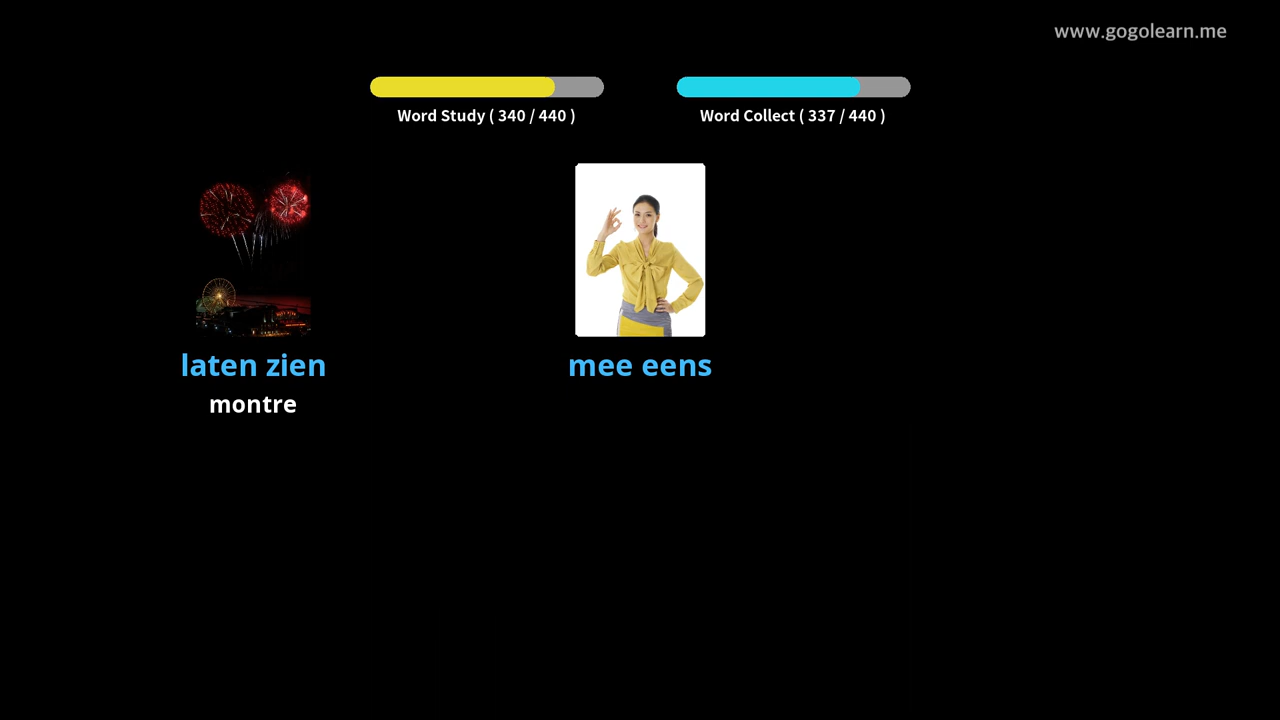 www.gogolearn.me
Word Study ( 340 / 440 )
Word Collect ( 337 / 440 )
laten zien
mee eens
montre